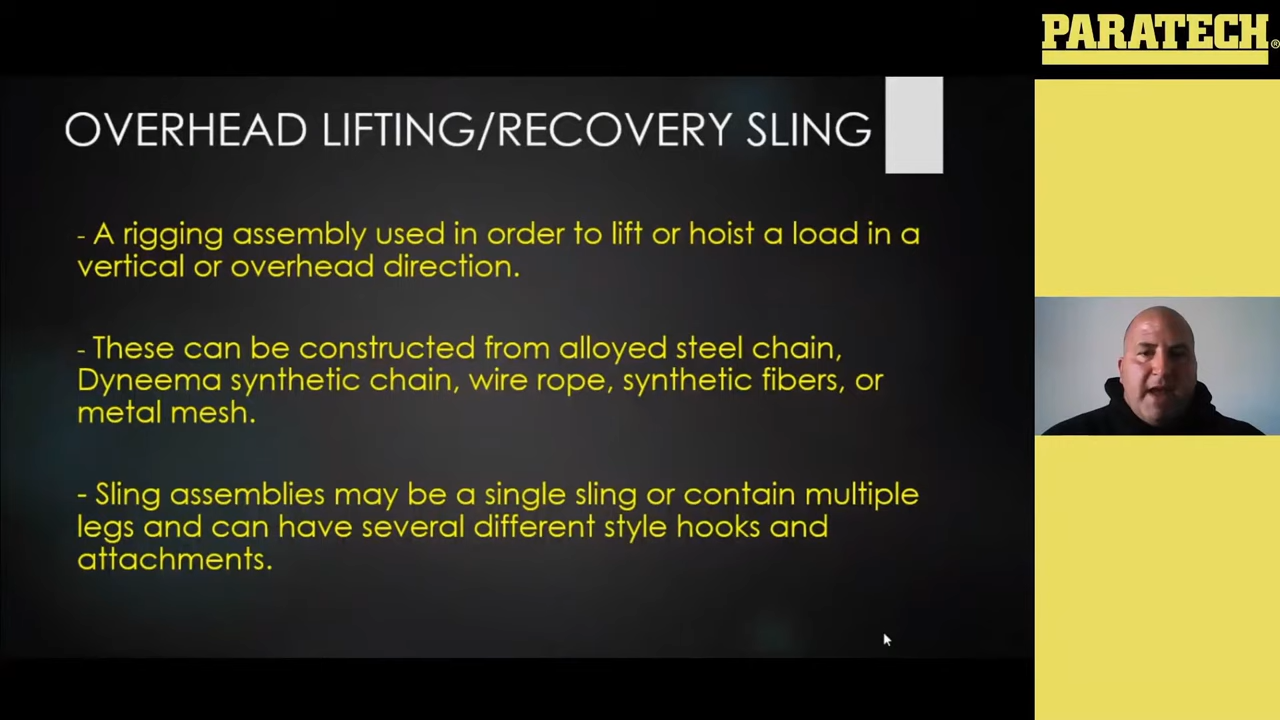 PARATECH®
OVERHEAD LIFTING/RECOVERY SLING
- A rigging assembly used in order to lift or hoist a load in a
vertical or overhead direction.
- These can be constructed from alloyed steel chain,
Dyneema synthetic chain, wire rope, synthetic fibers, or
metal mesh.
- Sling assemblies may be a single sling or contain multiple
legs and can have several different style hooks and
attachments.